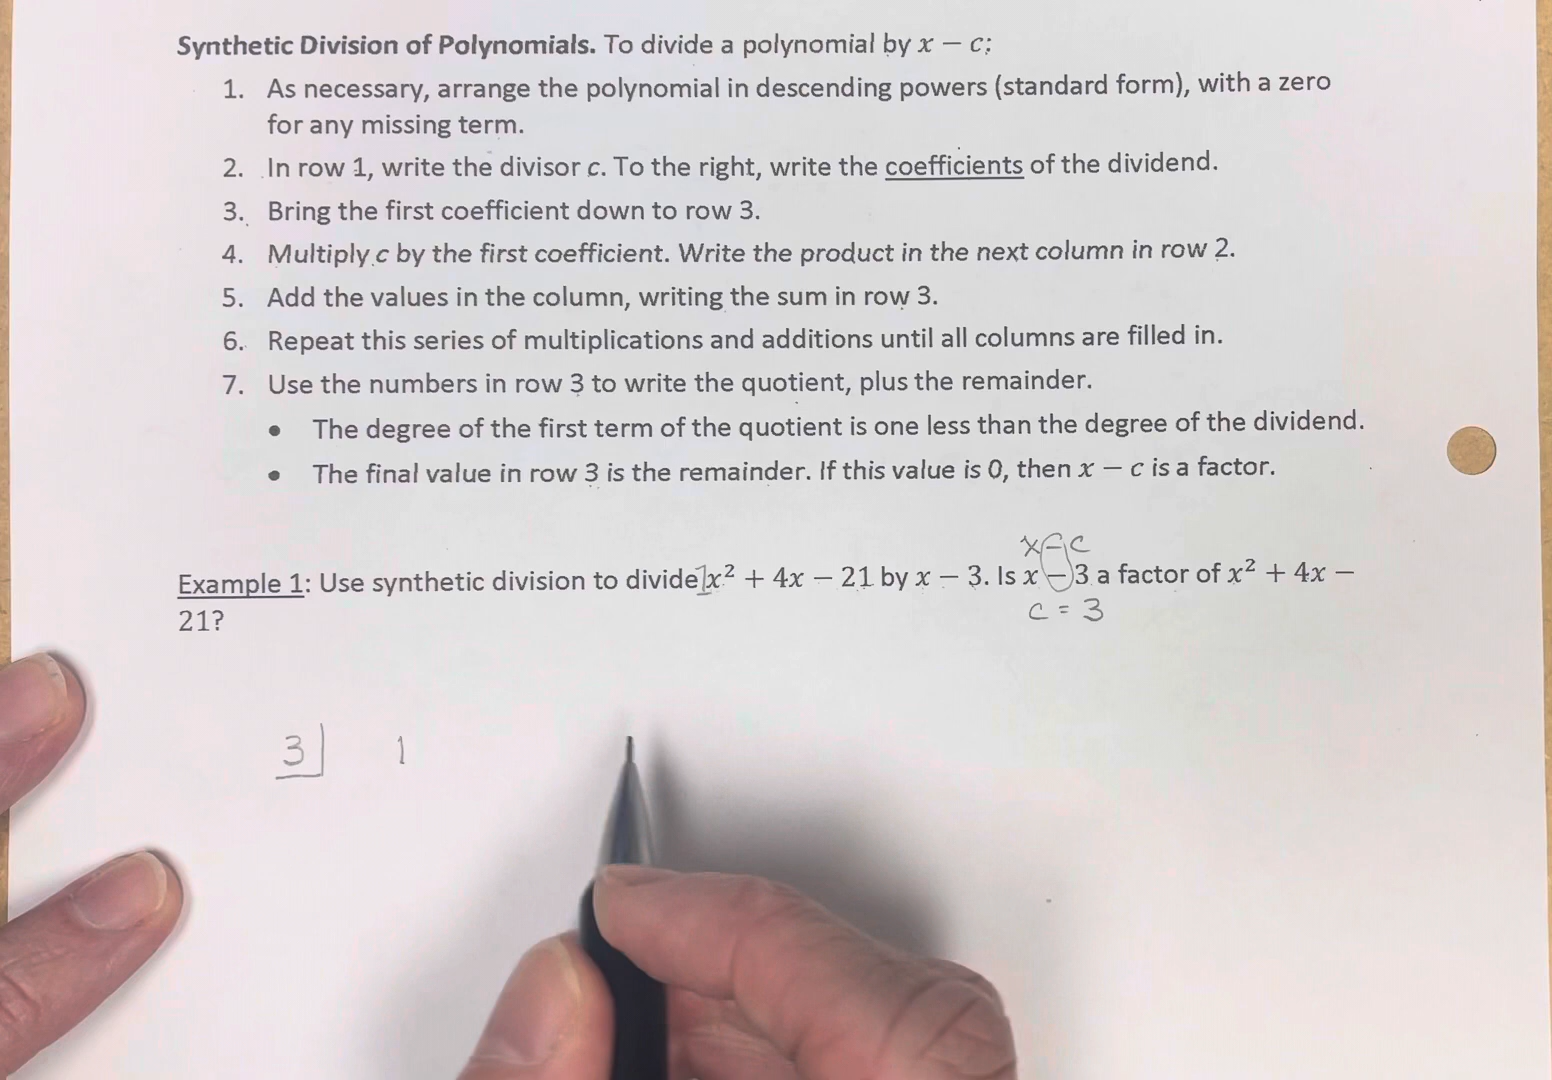 Synthetic Division of Polynomials. To divide a polynomial by x − c:
1. As necessary, arrange the polynomial in descending powers (standard form), with a zero
for any missing term.
2. In row 1, write the divisor c. To the right, write the coefficients of the dividend.
3. Bring the first coefficient down to row 3.
4. Multiply c by the first coefficient. Write the product in the next column in row 2.
5. Add the values in the column, writing the sum in row 3.
6. Repeat this series of multiplications and additions until all columns are filled in.
7. Use the numbers in row 3 to write the quotient, plus the remainder.
• The degree of the first term of the quotient is one less than the degree of the dividend.
• The final value in row 3 is the remainder. If this value is 0, then x − c is a factor.
x − c
Example 1: Use synthetic division to divide 1x² + 4x − 21 by x − 3. Is x − 3 a factor of x² + 4x −
21?
c = 3
3 1